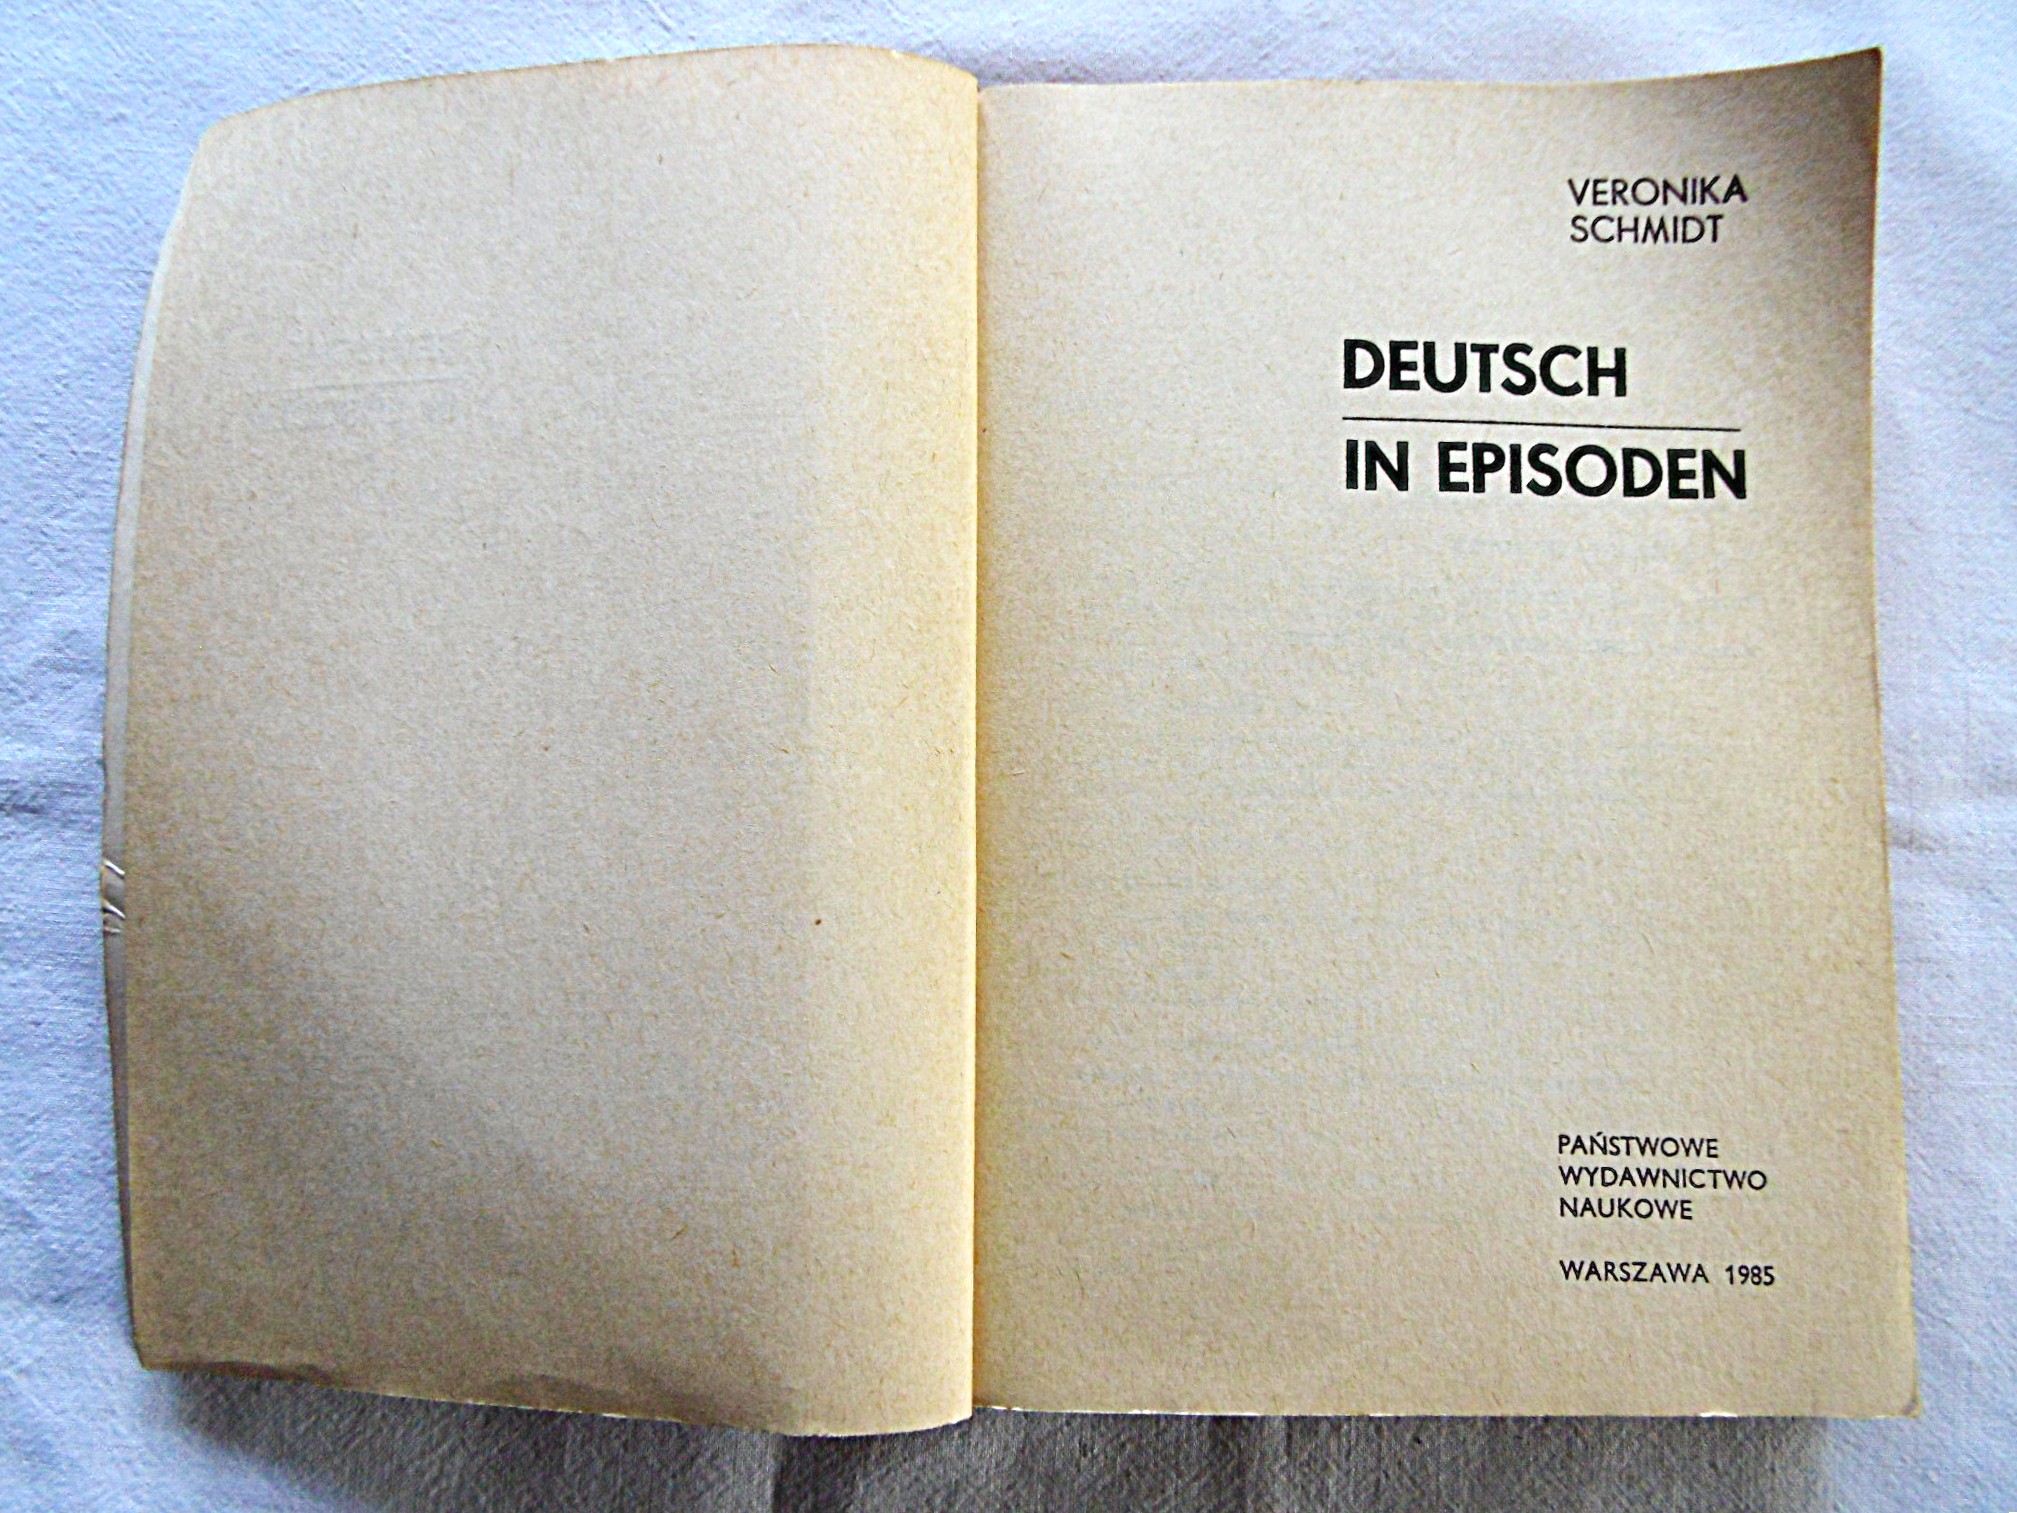 VERONIKA
SCHMIDT
DEUTSCH
IN EPISODEN
PAŃSTWOWE
WYDAWNICTWO
NAUKOWE
WARSZAWA 1985